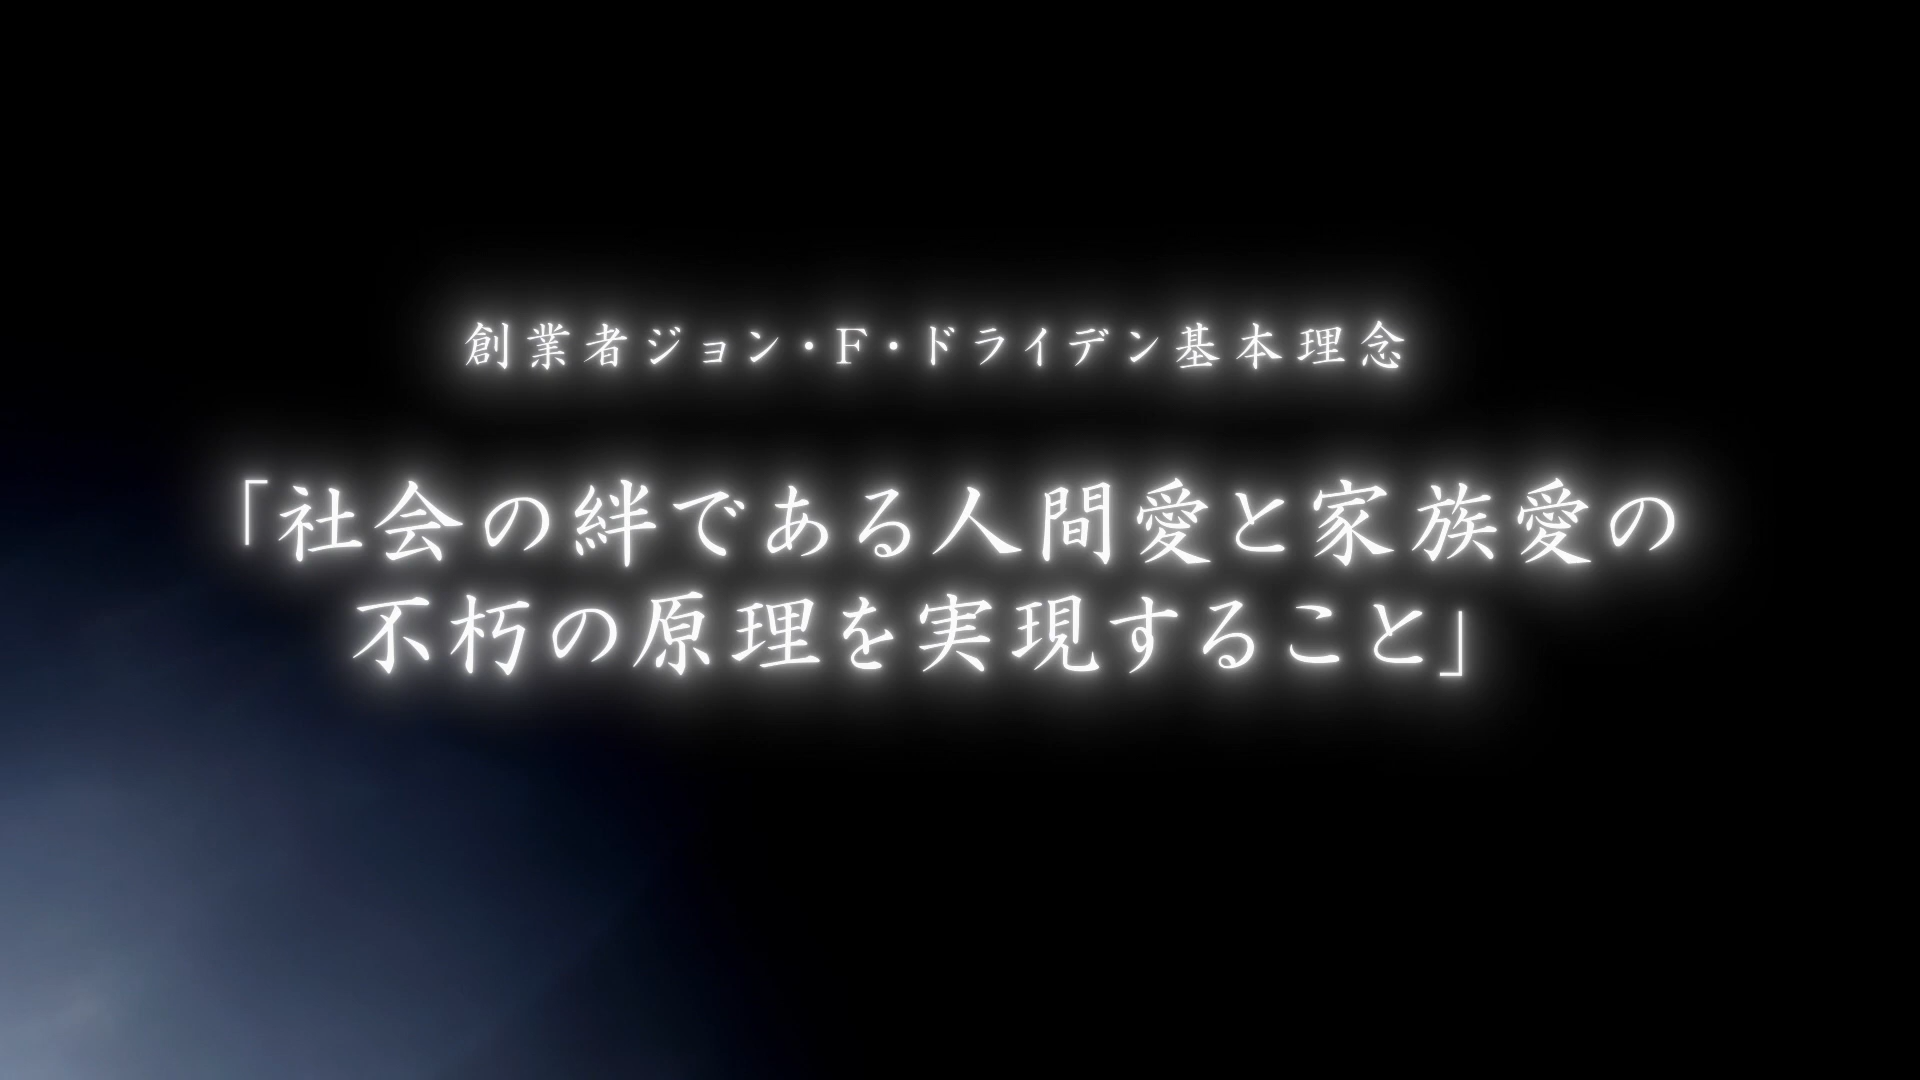 創業者ジョン・F・ドライデン基本理念
「社会の絆である人間愛と家族愛の
不朽の原理を実現すること」